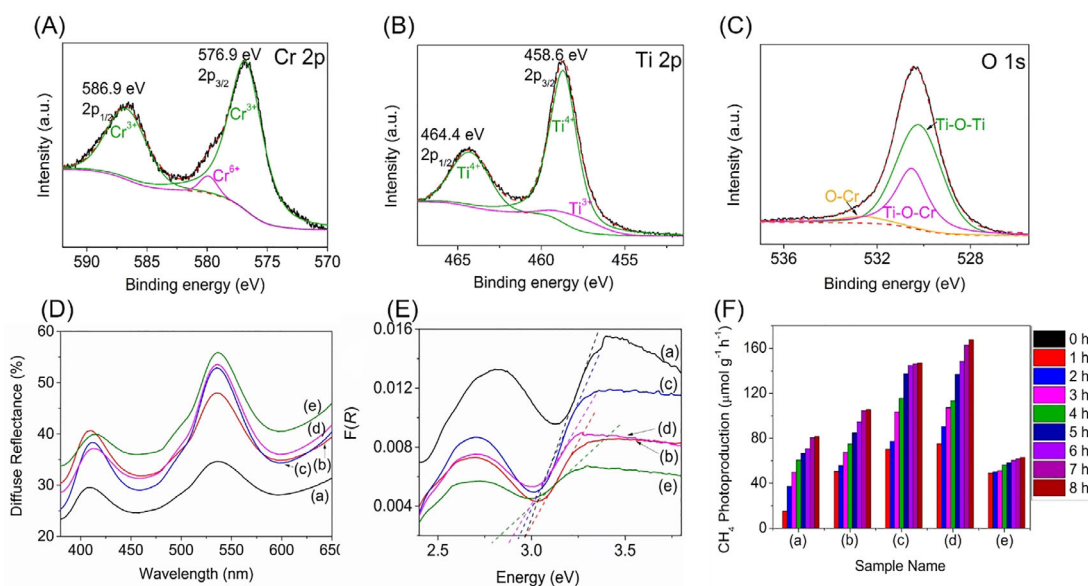 (A)
Cr 2p
576.9 eV
2p3/2
Cr3+
586.9 eV
2p1/2
Cr3+
Cr6+
Intensity (a.u.)
590 585 580 575 570
Binding energy (eV)
(B)
Ti 2p
458.6 eV
2p3/2
Ti4+
464.4 eV
2p1/2
Ti4+
Ti3+
Intensity (a.u.)
465 460 455
Binding energy (eV)
(C)
O 1s
Ti-O-Ti
O-Cr
Ti-O-Cr
Intensity (a.u.)
536 532 528
Binding energy (eV)
(D)
Diffuse Reflectance (%)
60
55
50
45
40
35
30
25
20
(e)
(d)
(c)
(b)
(a)
400 450 500 550 600 650
Wavelength (nm)
(E)
F(R)
0.016
0.012
0.008
0.004
(a)
(c)
(d)
(b)
(e)
2.5 3.0 3.5
Energy (eV)
(F)
CH4 Photoproduction (μmol g-1 h-1)
160
120
80
40
0
(a) (b) (c) (d) (e)
Sample Name
0 h
1 h
2 h
3 h
4 h
5 h
6 h
7 h
8 h